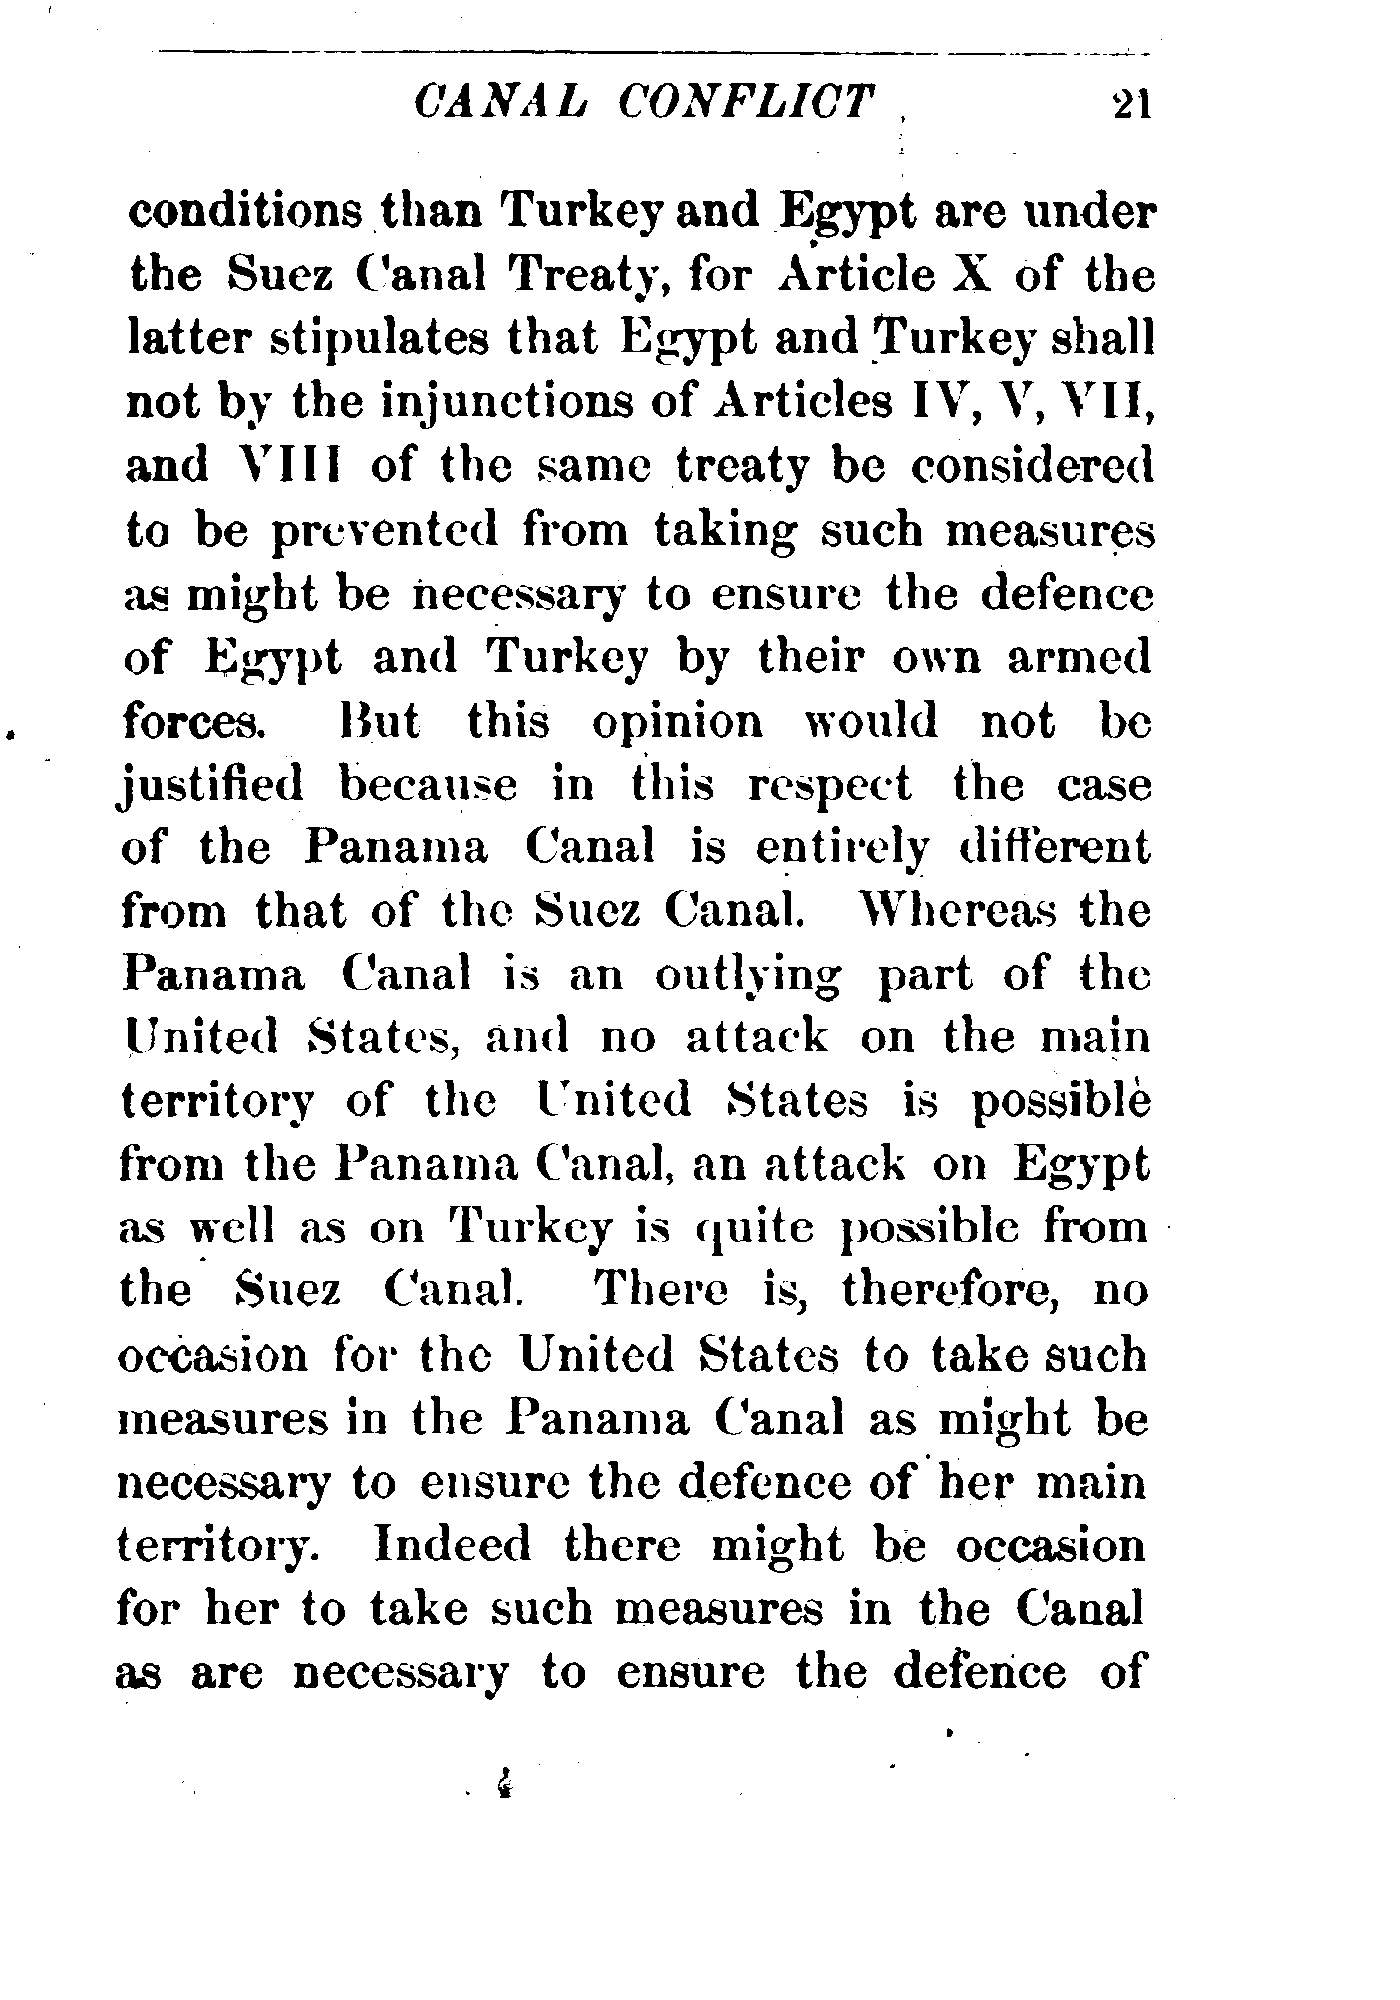 CANAL CONFLICT 21
conditions than Turkey and Egypt are under
the Suez Canal Treaty, for Article X of the
latter stipulates that Egypt and Turkey shall
not by the injunctions of Articles IV, V, VII,
and VIII of the same treaty be considered
to be prevented from taking such measures
as might be necessary to ensure the defence
of Egypt and Turkey by their own armed
forces. But this opinion would not be
justified because in this respect the case
of the Panama Canal is entirely different
from that of the Suez Canal. Whereas the
Panama Canal is an outlying part of the
United States, and no attack on the main
territory of the United States is possible
from the Panama Canal, an attack on Egypt
as well as on Turkey is quite possible from
the Suez Canal. There is, therefore, no
occasion for the United States to take such
measures in the Panama Canal as might be
necessary to ensure the defence of her main
territory. Indeed there might be occasion
for her to take such measures in the Canal
as are necessary to ensure the defence of